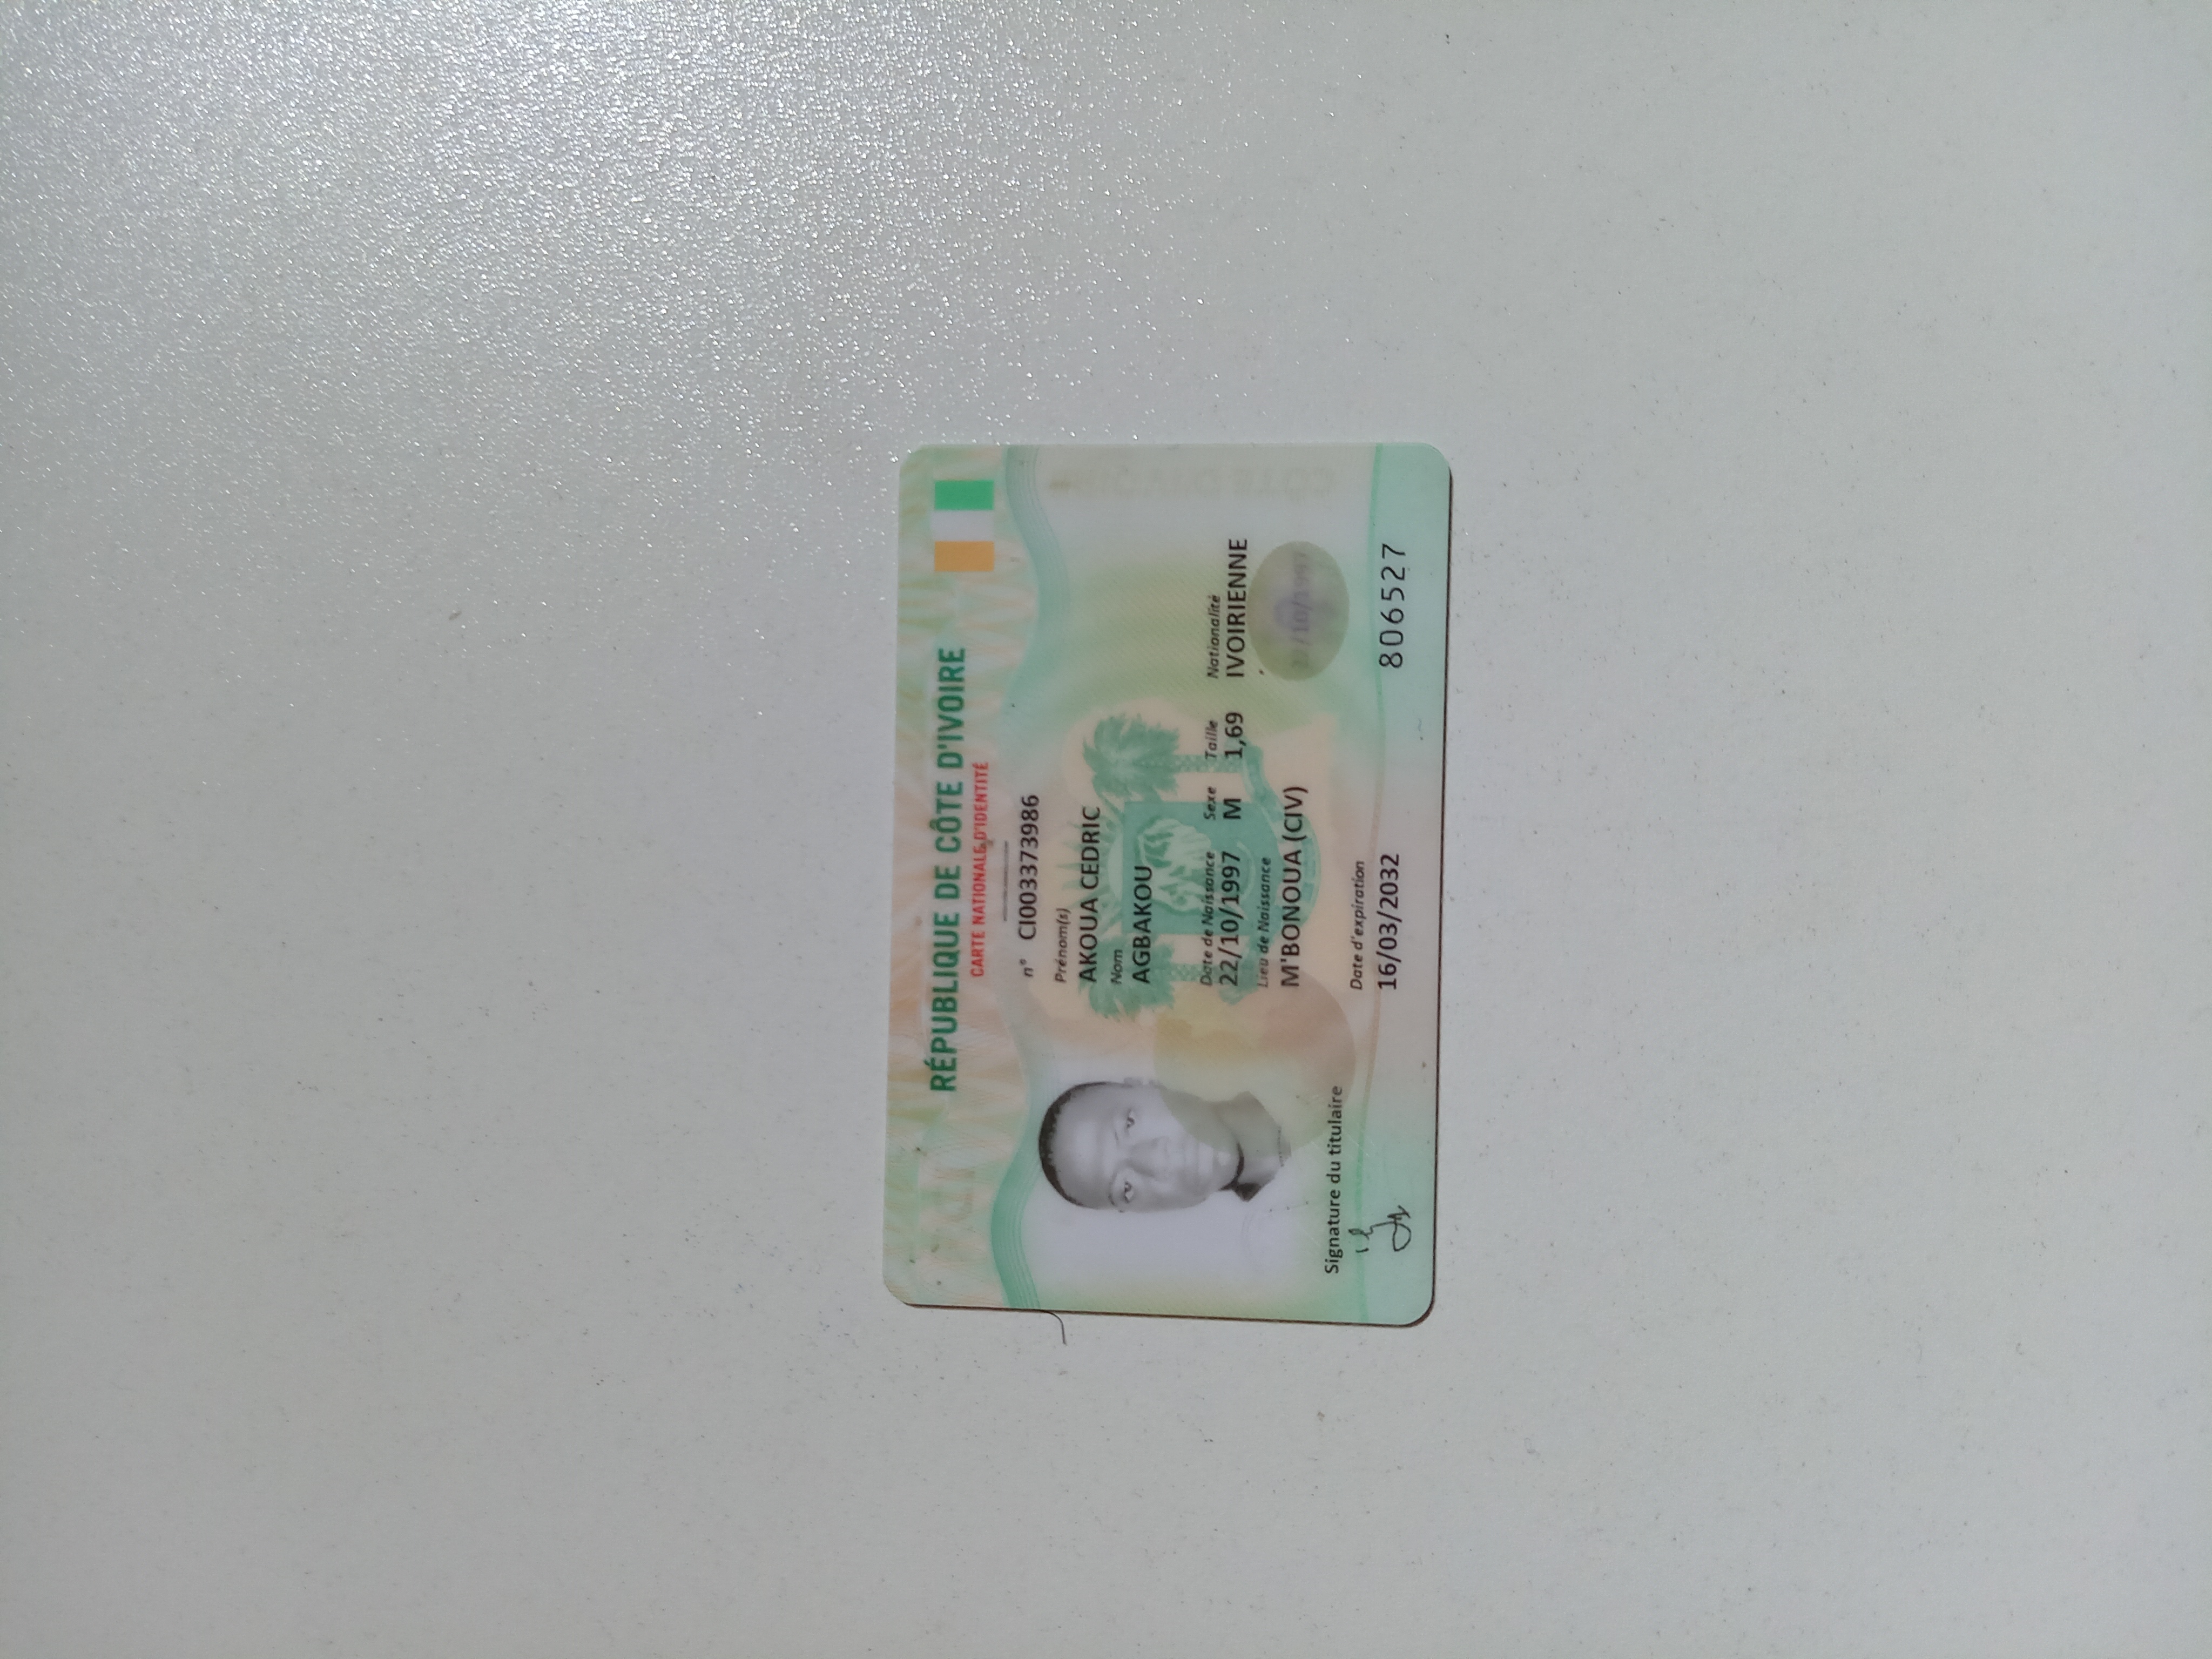 RÉPUBLIQUE DE CÔTE D'IVOIRE
CARTE NATIONALE D'IDENTITÉ
n° CI003373986
Prénom(s)
AKOUA CEDRIC
Nom
AGBAKOU
Date de Naissance Sexe Taille Nationalité
22/10/1997 M 1,69 IVOIRIENNE
Lieu de Naissance
M'BONOUA (CIV)
Date d'expiration
16/03/2032
Signature du titulaire
806527
CÔTE D'IVOIRE